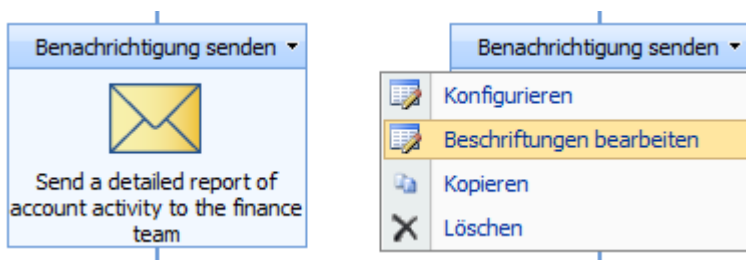 Benachrichtigung senden
Send a detailed report of
account activity to the finance
team
Benachrichtigung senden
Konfigurieren
Beschriftungen bearbeiten
Kopieren
Löschen